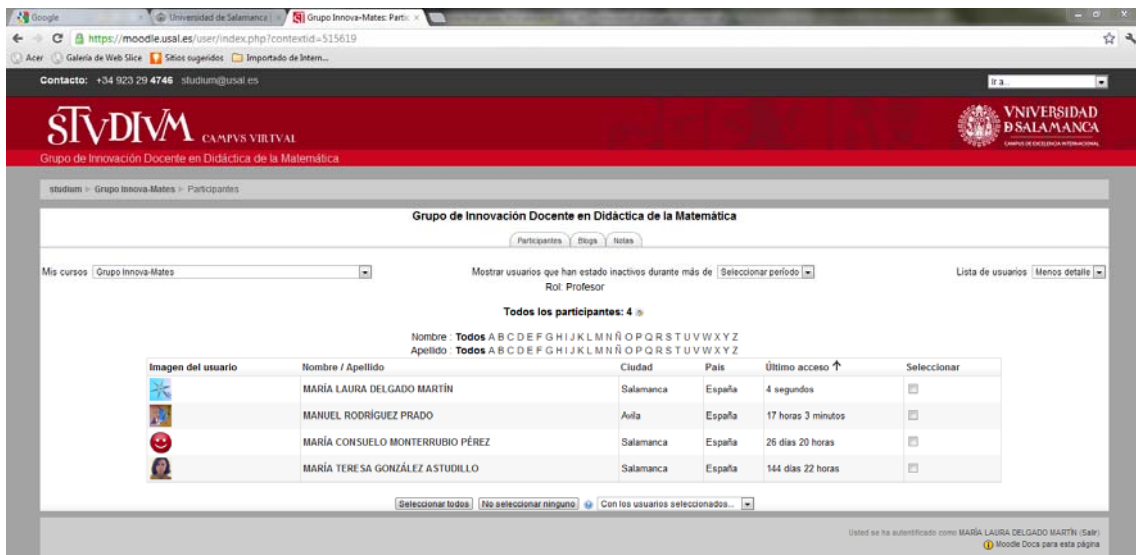 Google
Universidad de Salamanca
Grupo Innova-Mates: Partic
https://moodle.usal.es/user/index.php?contextid=515619
Acer Galería de Web Slice Sitios sugeridos Importado de Intern...
Contacto: +34 923 29 4746 studium@usal.es
Ir a...
STVDIVM CAMPVS VIRTVAL
VNIVERSIDAD
D SALAMANCA
CAMPUS DE EXCELENCIA INTERNACIONAL
Grupo de Innovación Docente en Didáctica de la Matemática
studium ► Grupo Innova-Mates ► Participantes
Grupo de Innovación Docente en Didáctica de la Matemática
Participantes Blogs Notas
Mis cursos Grupo Innova-Mates Mostrar usuarios que han estado inactivos durante más de Seleccionar período Lista de usuarios Menos detalle
Rol: Profesor
Todos los participantes: 4
Nombre : Todos A B C D E F G H I J K L M N Ñ O P Q R S T U V W X Y Z
Apellido : Todos A B C D E F G H I J K L M N Ñ O P Q R S T U V W X Y Z
Imagen del usuario Nombre / Apellido Ciudad País Último acceso ↑ Seleccionar
MARÍA LAURA DELGADO MARTÍN Salamanca España 4 segundos
MANUEL RODRÍGUEZ PRADO Avila España 17 horas 3 minutos
MARÍA CONSUELO MONTERRUBIO PÉREZ Salamanca España 26 días 20 horas
MARÍA TERESA GONZÁLEZ ASTUDILLO Salamanca España 144 días 22 horas
Seleccionar todos No seleccionar ninguno Con los usuarios seleccionados...
Usted se ha autentificado como MARÍA LAURA DELGADO MARTÍN (Salir)
Moodle Docs para esta página